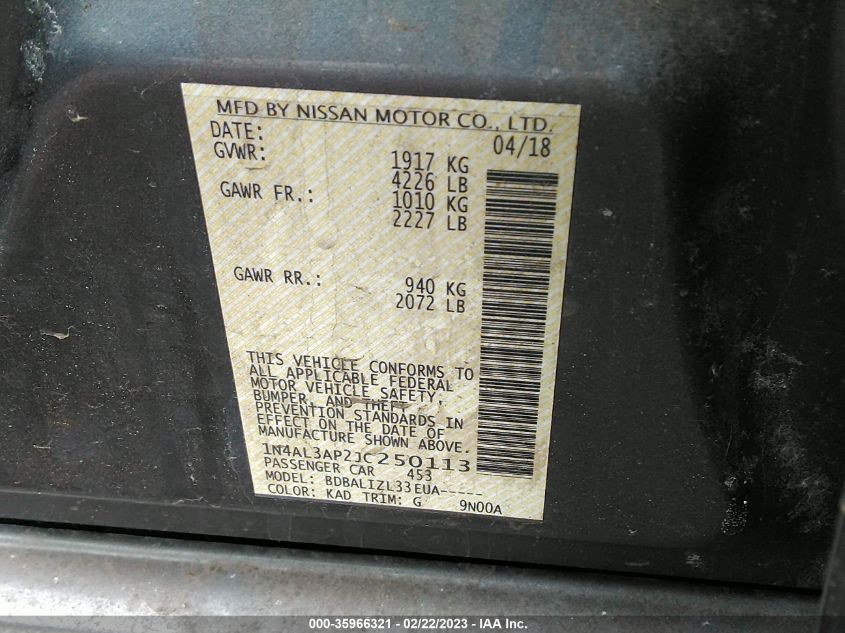 MFD BY NISSAN MOTOR CO., LTD.
DATE: 04/18
GVWR: 1917 KG
4226 LB
GAWR FR.: 1010 KG
2227 LB
GAWR RR.: 940 KG
2072 LB
THIS VEHICLE CONFORMS TO
ALL APPLICABLE FEDERAL
MOTOR VEHICLE SAFETY,
BUMPER, AND THEFT
PREVENTION STANDARDS IN
EFFECT ON THE DATE OF
MANUFACTURE SHOWN ABOVE.
1N4AL3AP2JC250113
PASSENGER CAR 453
MODEL: BDBALIZL33EUA-----
COLOR: KAD TRIM: G 9N00A
000-35966321 - 02/22/2023 - IAA Inc.